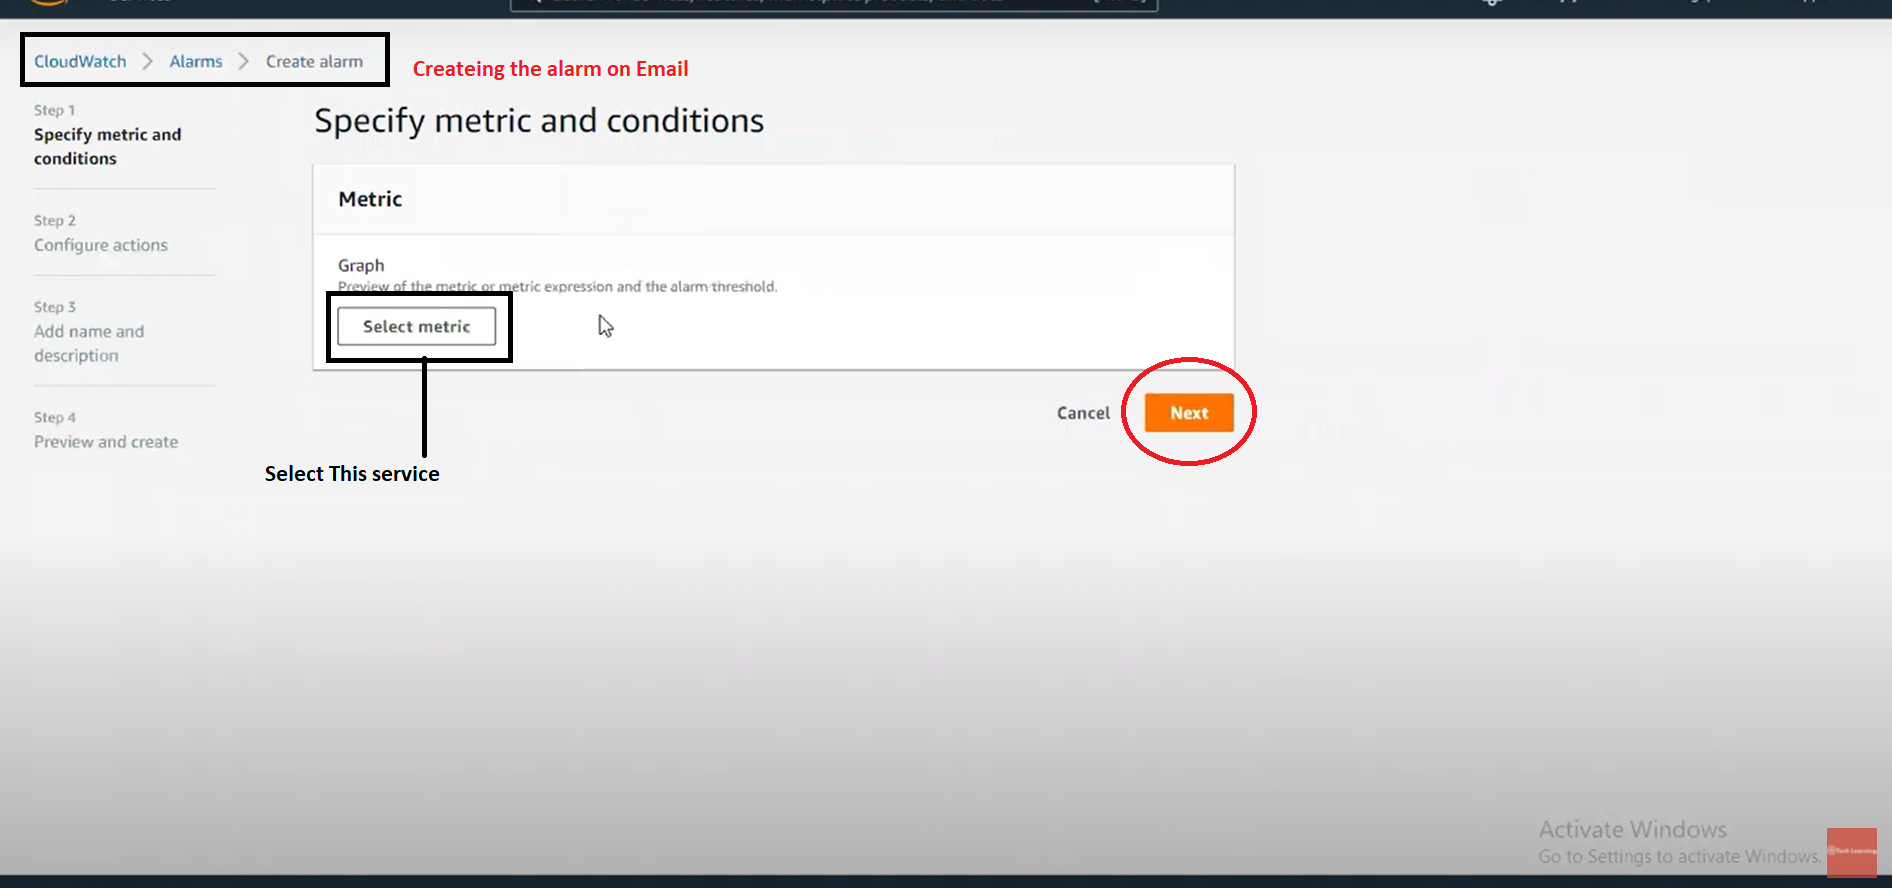 CloudWatch > Alarms > Create alarm
Createing the alarm on Email
Step 1
Specify metric and
conditions
Step 2
Configure actions
Step 3
Add name and
description
Step 4
Preview and create
Specify metric and conditions
Metric
Graph
Preview of the metric or metric expression and the alarm threshold.
Select metric
Cancel
Next
Select This service
Activate Windows
Go to Settings to activate Windows.
Tech Learning